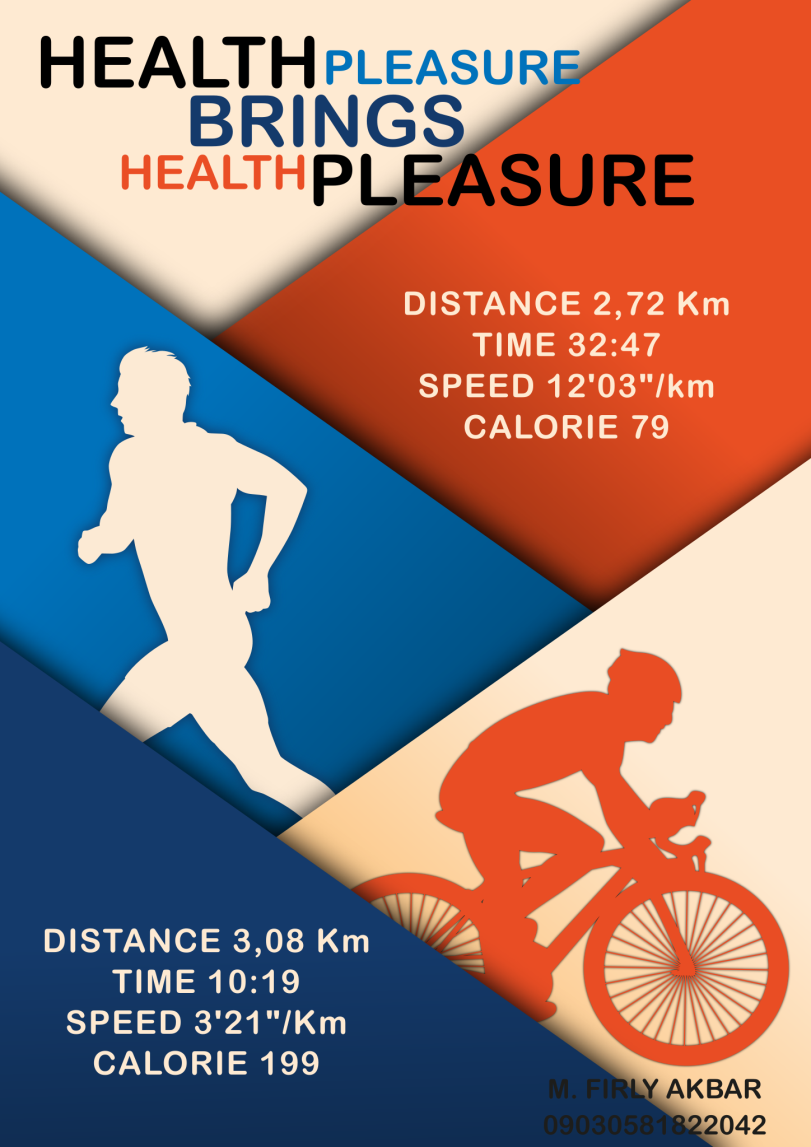 HEALTH PLEASURE
BRINGS
HEALTH PLEASURE
DISTANCE 2,72 Km
TIME 32:47
SPEED 12'03"/km
CALORIE 79
DISTANCE 3,08 Km
TIME 10:19
SPEED 3'21"/Km
CALORIE 199
M. FIRLY AKBAR
09030581822042